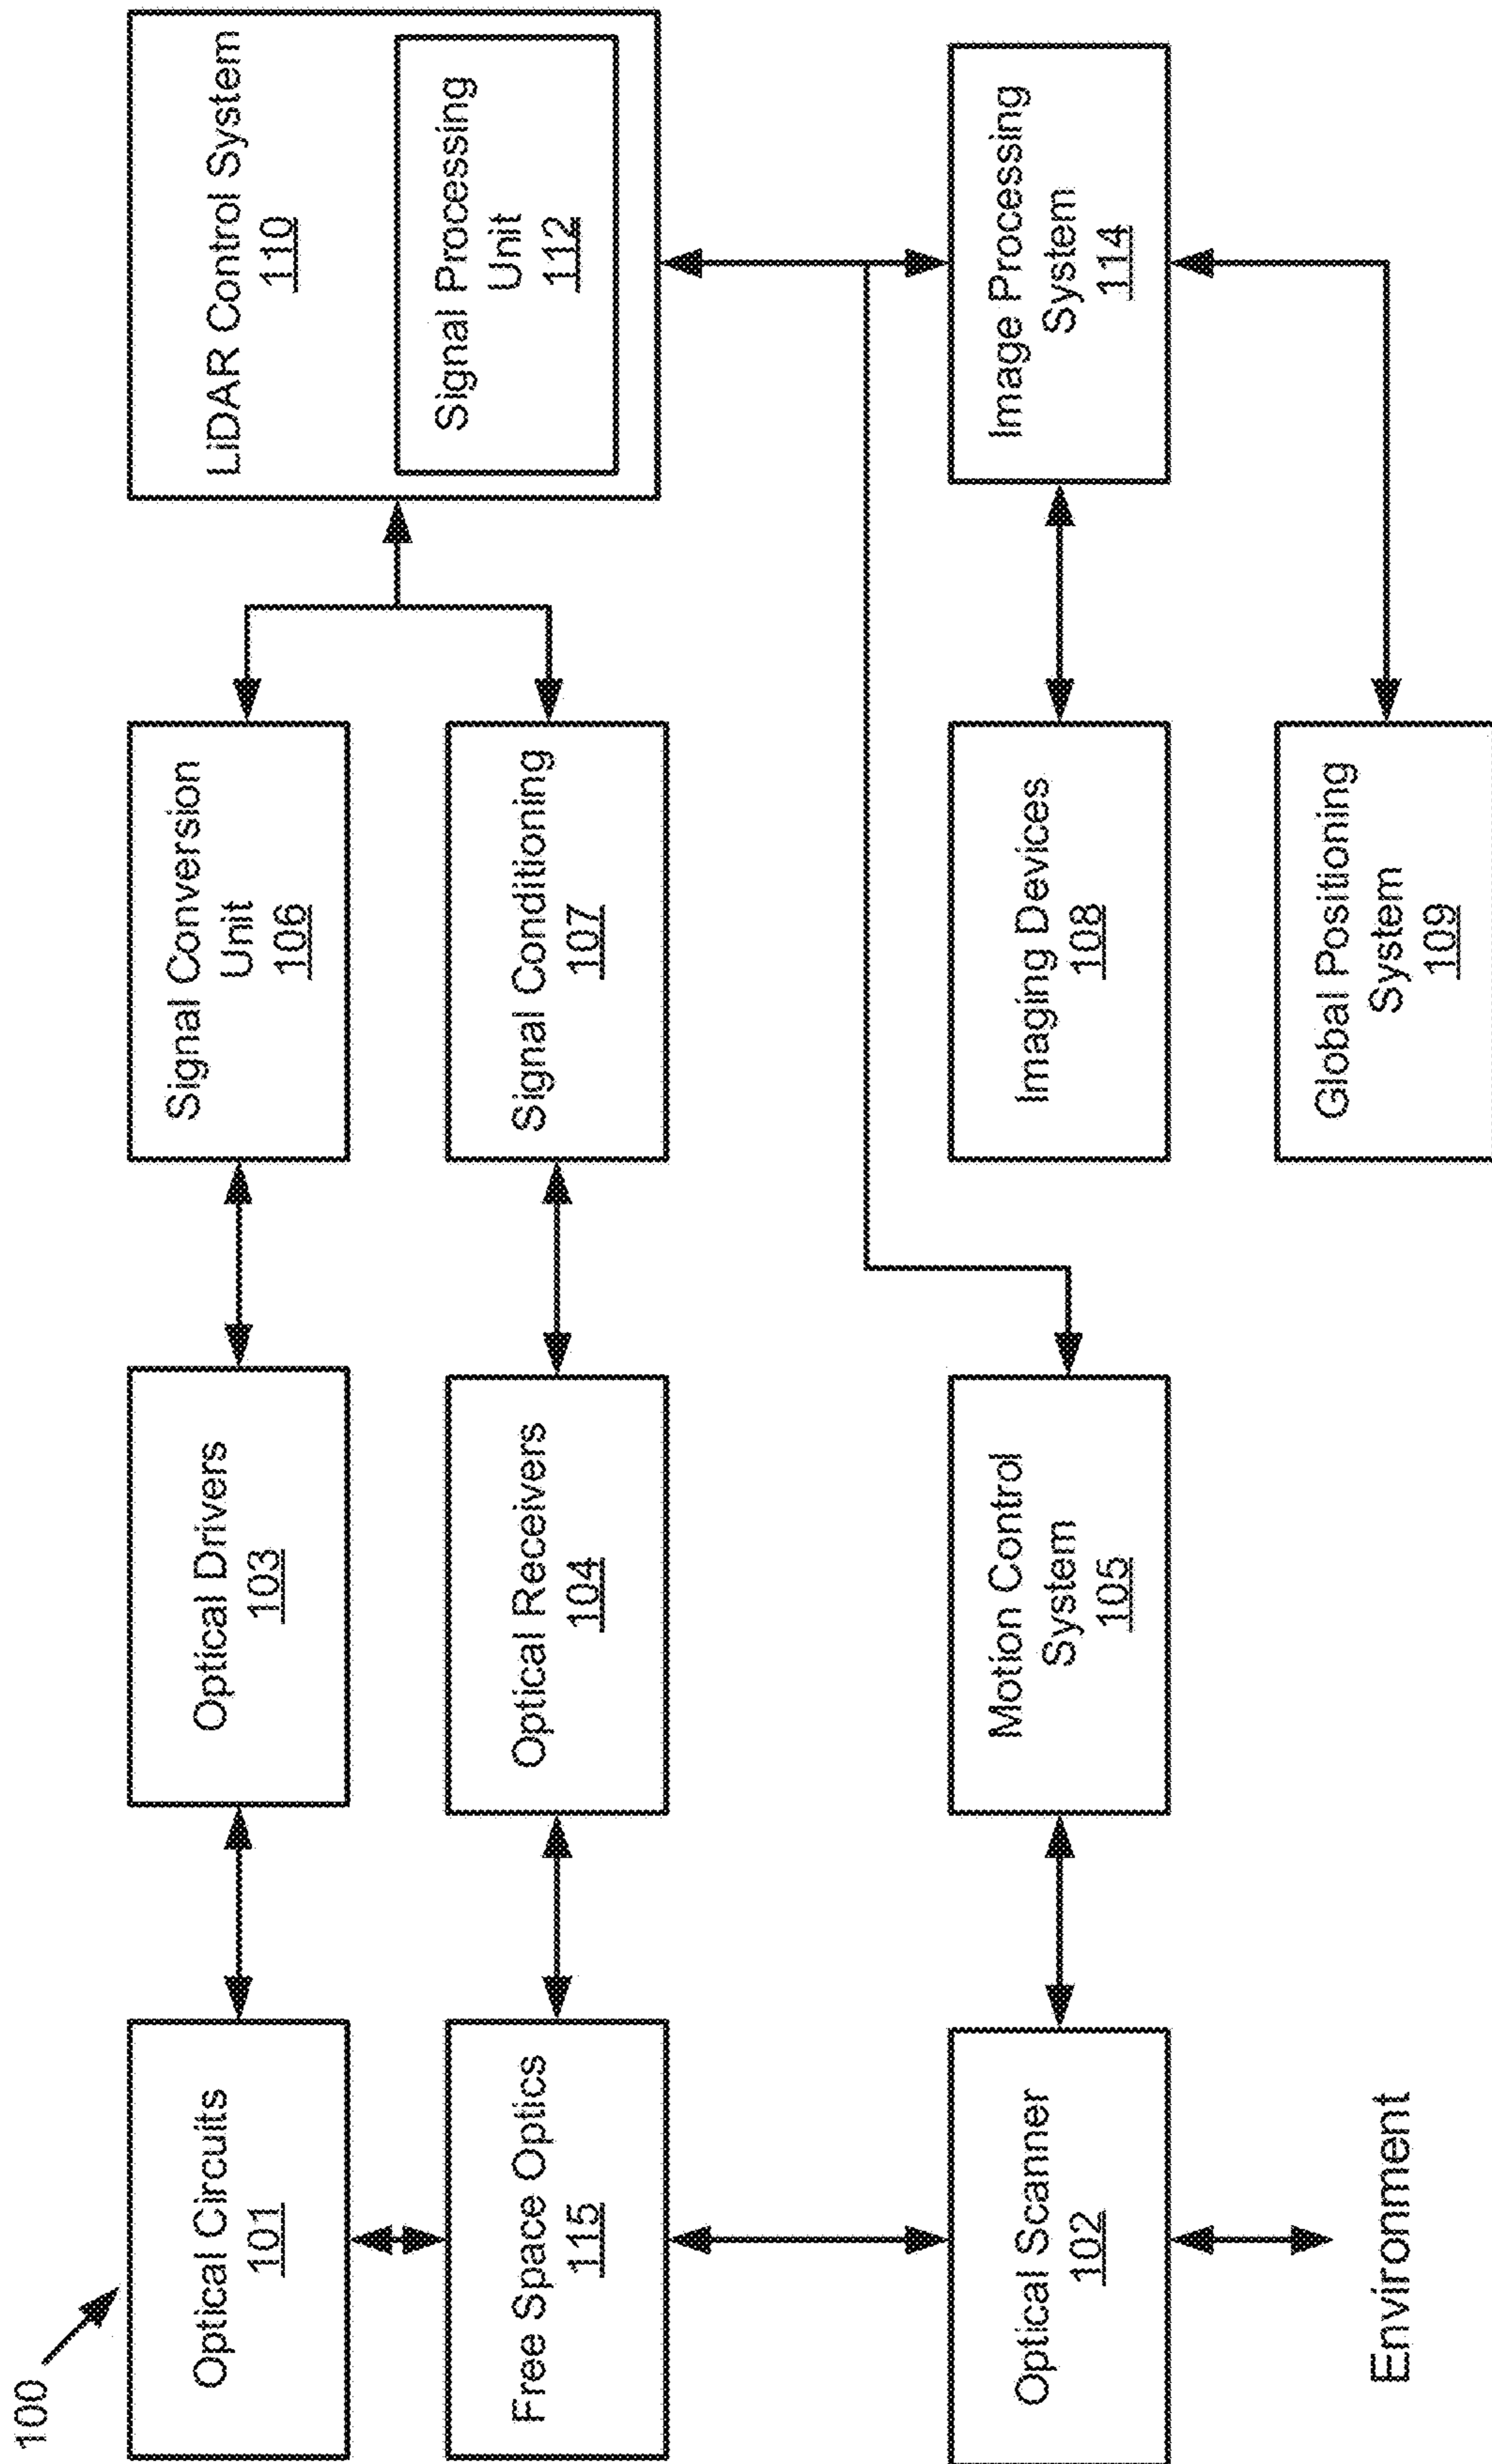 100
Optical Circuits
101
Optical Drivers
103
Signal Conversion
Unit
106
LiDAR Control System
110
Signal Processing
Unit
112
Free Space Optics
115
Optical Receivers
104
Signal Conditioning
107
Optical Scanner
102
Motion Control
System
105
Imaging Devices
108
Image Processing
System
114
Environment
Global Positioning
System
109